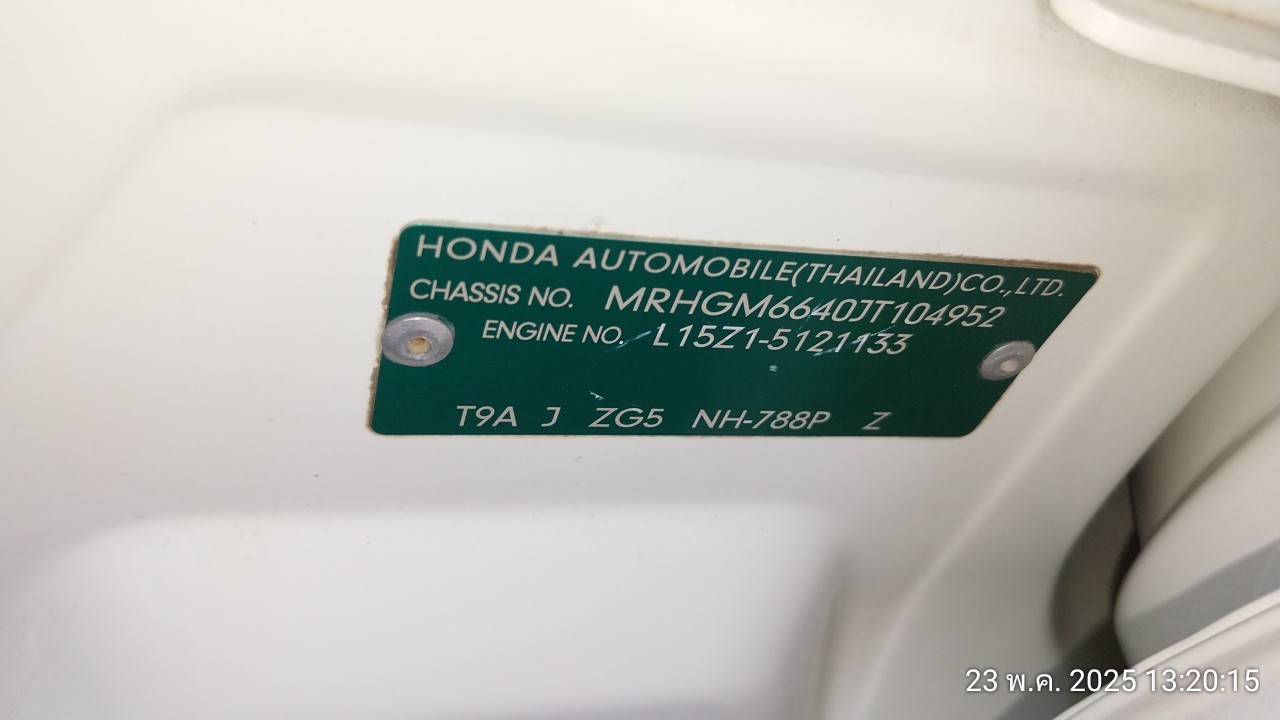 HONDA AUTOMOBILE(THAILAND)CO.,LTD.
CHASSIS NO. MRHGM6640JT104952
ENGINE NO. L15Z1-5121133
T9A J ZG5 NH-788P Z
23 พ.ค. 2025 13:20:15